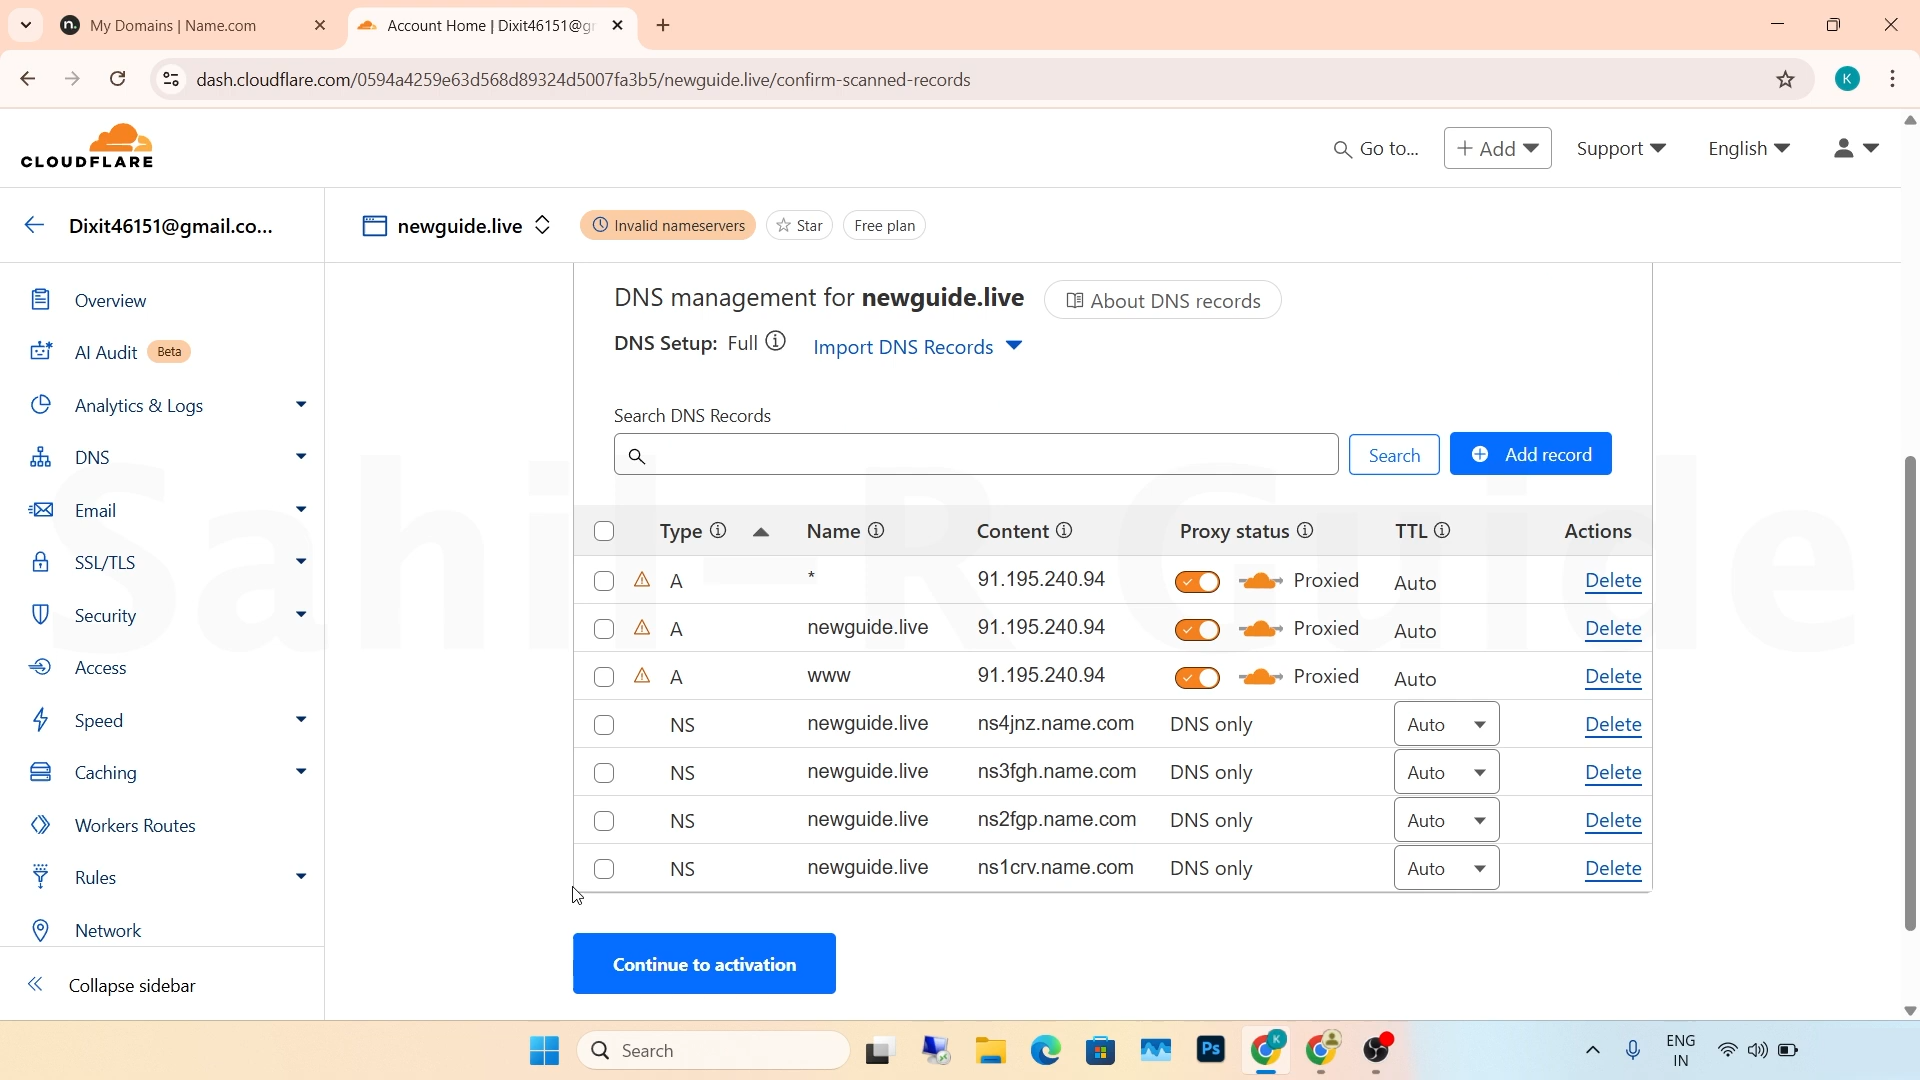 My Domains | Name.com
Account Home | Dixit46151@gr
dash.cloudflare.com/0594a4259e63d568d89324d5007fa3b5/newguide.live/confirm-scanned-records
K
CLOUDFLARE
Go to...
Add
Support
English
Dixit46151@gmail.co...
newguide.live
Invalid nameservers
Star
Free plan
Overview
AI Audit Beta
Analytics & Logs
DNS
Email
SSL/TLS
Security
Access
Speed
Caching
Workers Routes
Rules
Network
Collapse sidebar
DNS management for newguide.live
About DNS records
DNS Setup: Full
Import DNS Records
Search DNS Records
Search
Add record
Type Name Content Proxy status TTL Actions
A * 91.195.240.94 Proxied Auto Delete
A newguide.live 91.195.240.94 Proxied Auto Delete
A www 91.195.240.94 Proxied Auto Delete
NS newguide.live ns4jnz.name.com DNS only Auto Delete
NS newguide.live ns3fgh.name.com DNS only Auto Delete
NS newguide.live ns2fgp.name.com DNS only Auto Delete
NS newguide.live ns1crv.name.com DNS only Auto Delete
Continue to activation
Sahil R Guide
Search
Ps
K
ENG
IN